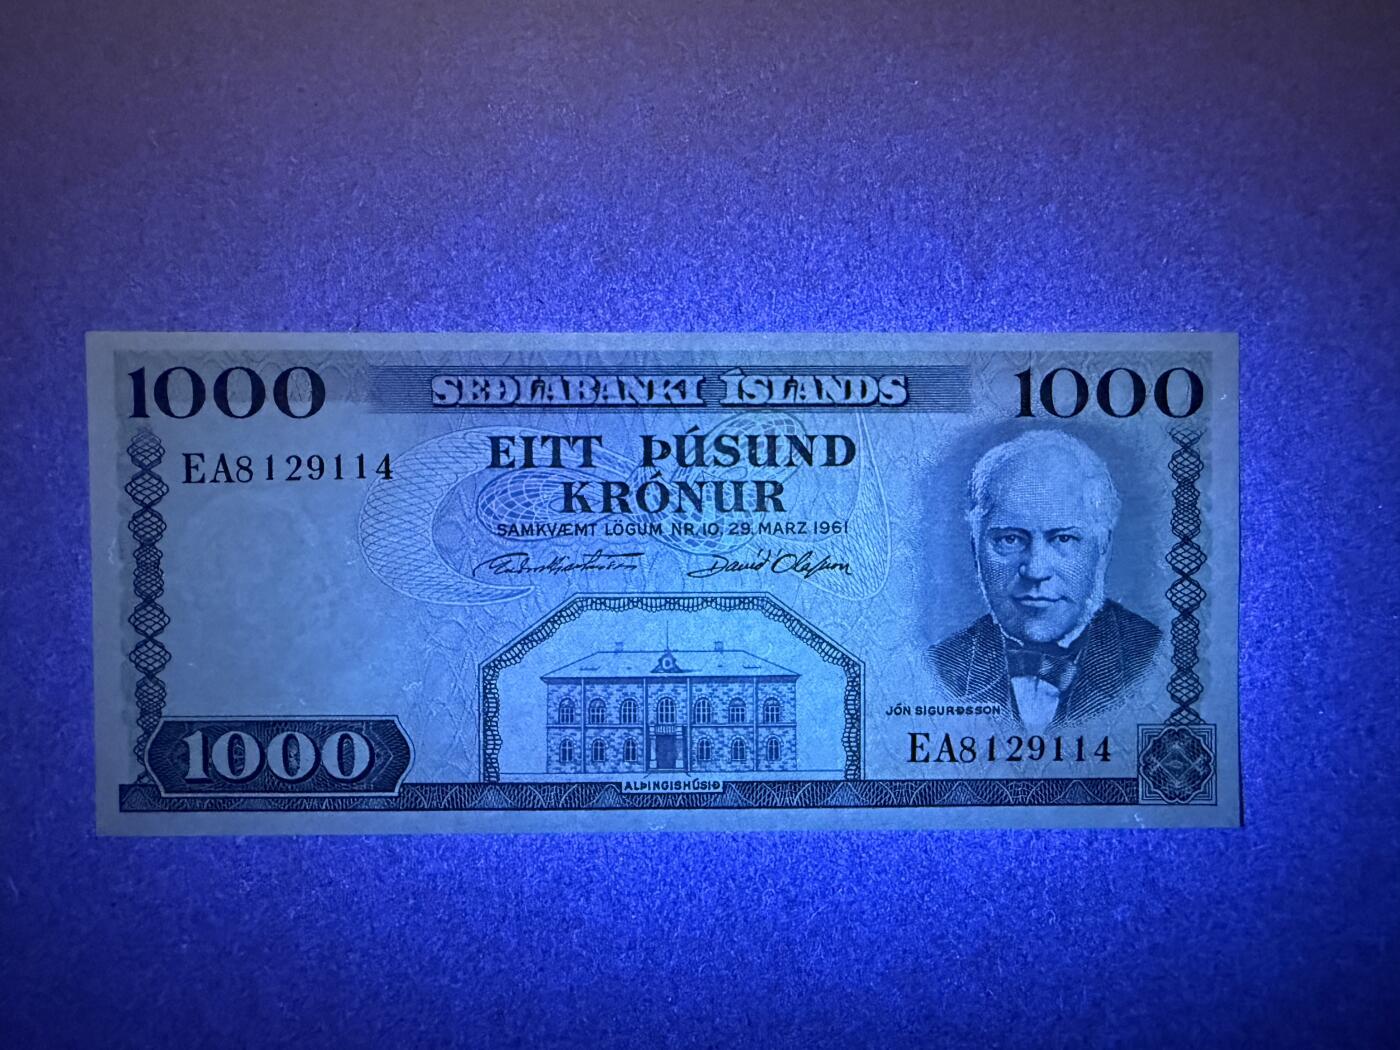 1000
SEÐLABANKI ÍSLANDS
1000
EA8129114
EITT ÞÚSUND
KRÓNUR
SAMKVÆMT LÖGUM NR. 10, 29. MARZ 1961
Davíð Ólafsson
JÓN SIGURÐSSON
EA8129114
1000
ALÞINGISHÚSIÐ